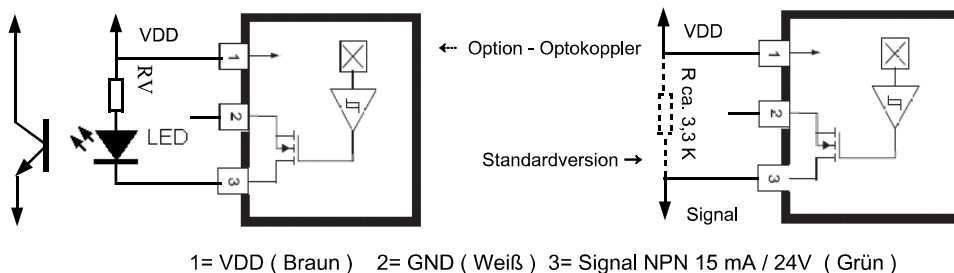 VDD
RV
LED
1
2
3
← Option - Optokoppler
Standardversion →
VDD
R ca. 3,3 K
1
2
3
Signal
1= VDD ( Braun ) 2= GND ( Weiß ) 3= Signal NPN 15 mA / 24V ( Grün )